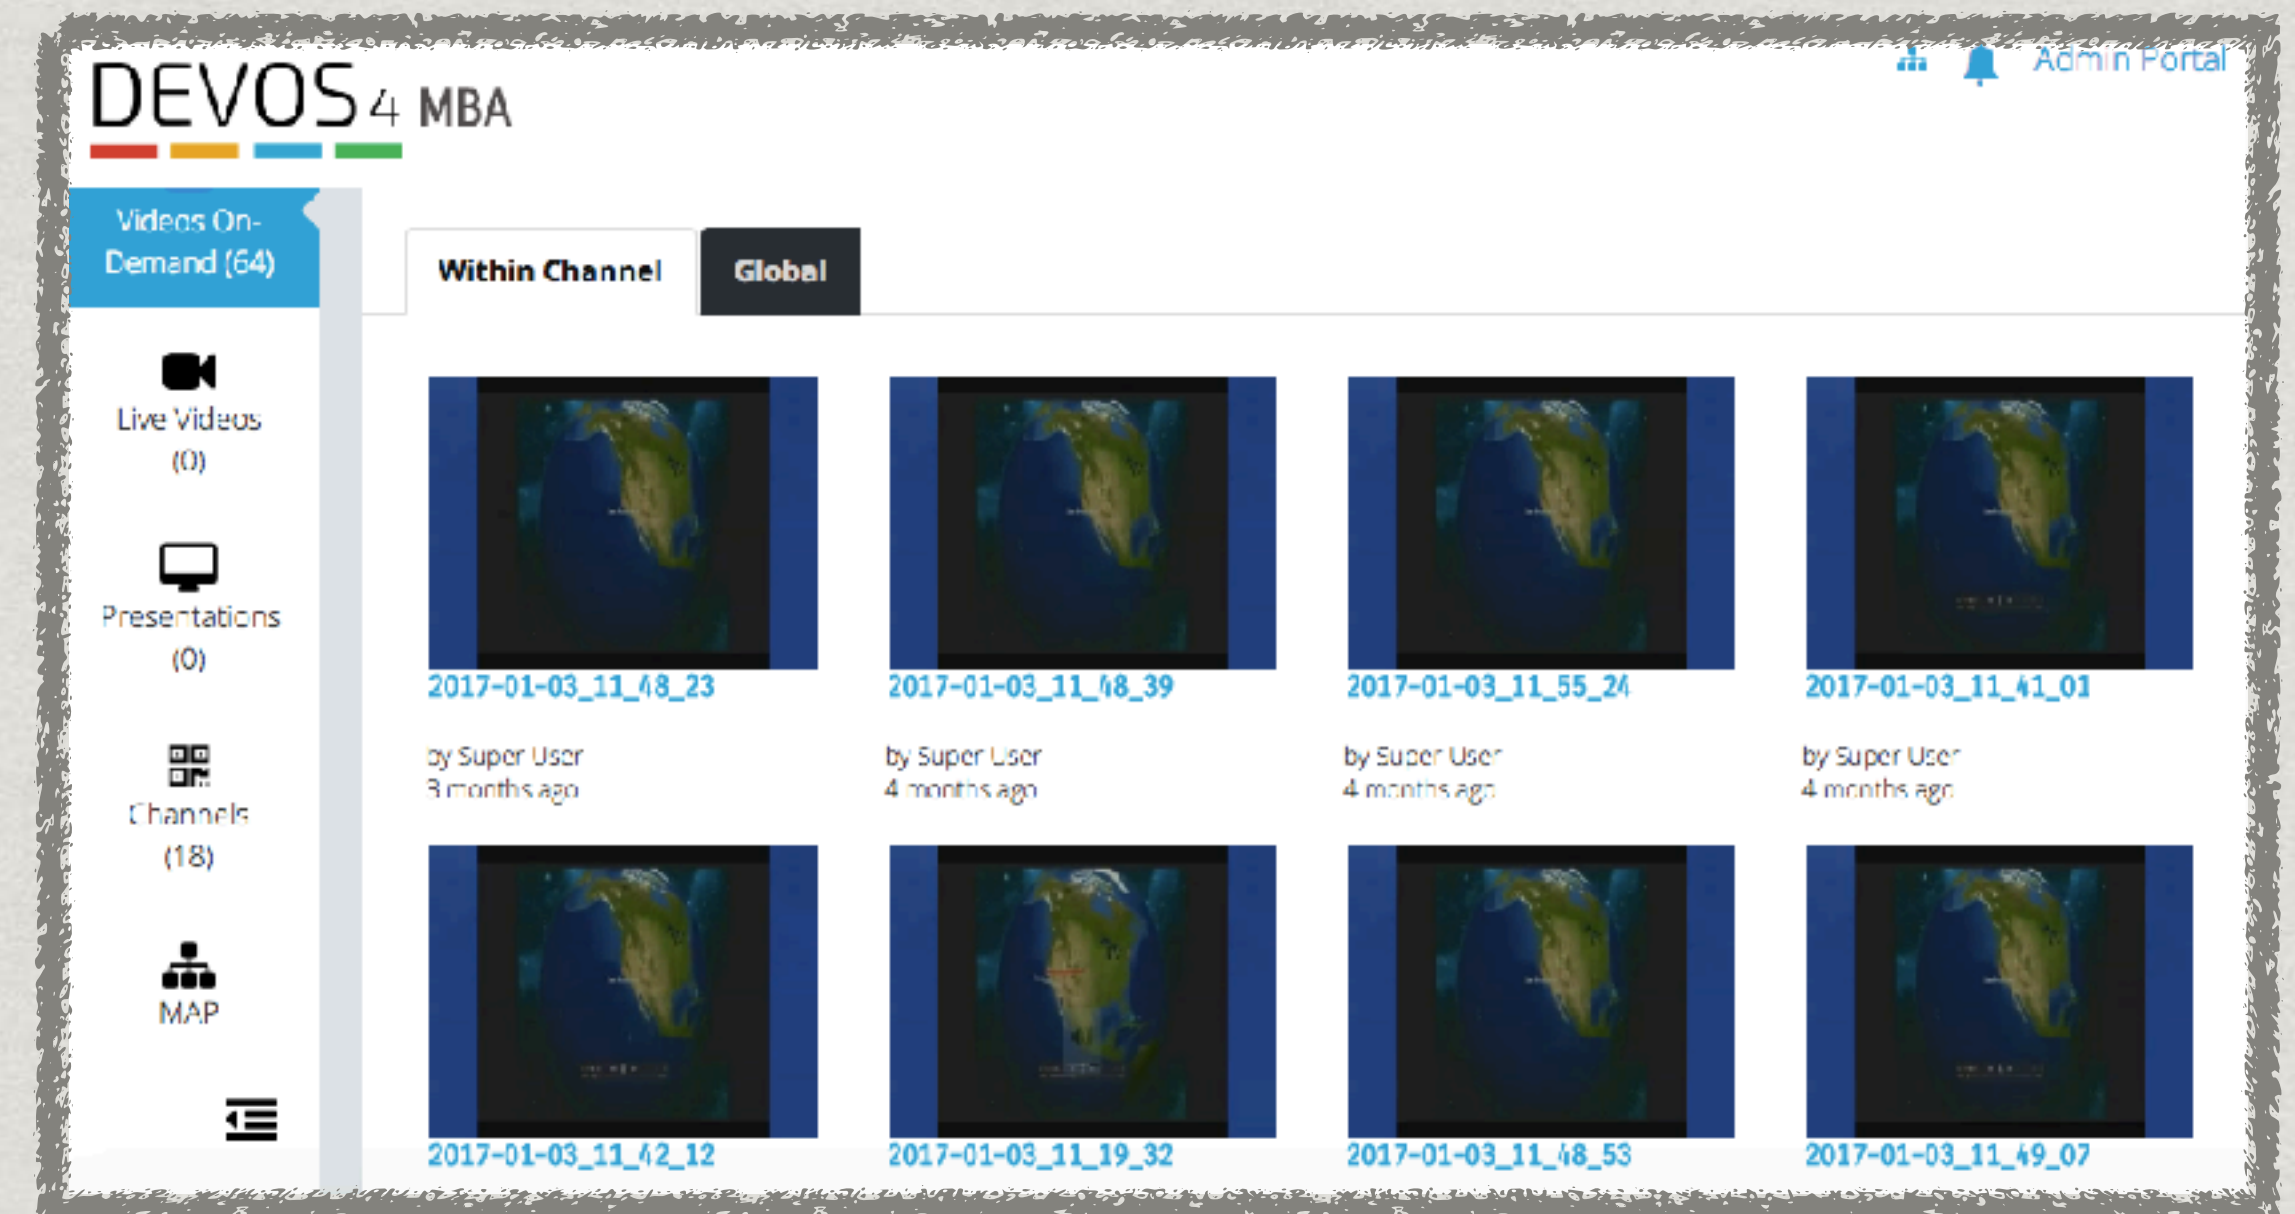 DEVOS 4 MBA
Admin Portal
Videos On-
Demand (64)
Live Videos
(0)
Presentations
(0)
Channels
(18)
MAP
Within Channel
Global
2017-01-03_11_48_23
2017-01-03_11_48_39
2017-01-03_11_55_24
2017-01-03_11_41_01
by Super User
3 months ago
by Super User
4 months ago
by Super User
4 months ago
by Super User
4 months ago
2017-01-03_11_42_12
2017-01-03_11_19_32
2017-01-03_11_48_53
2017-01-03_11_49_07